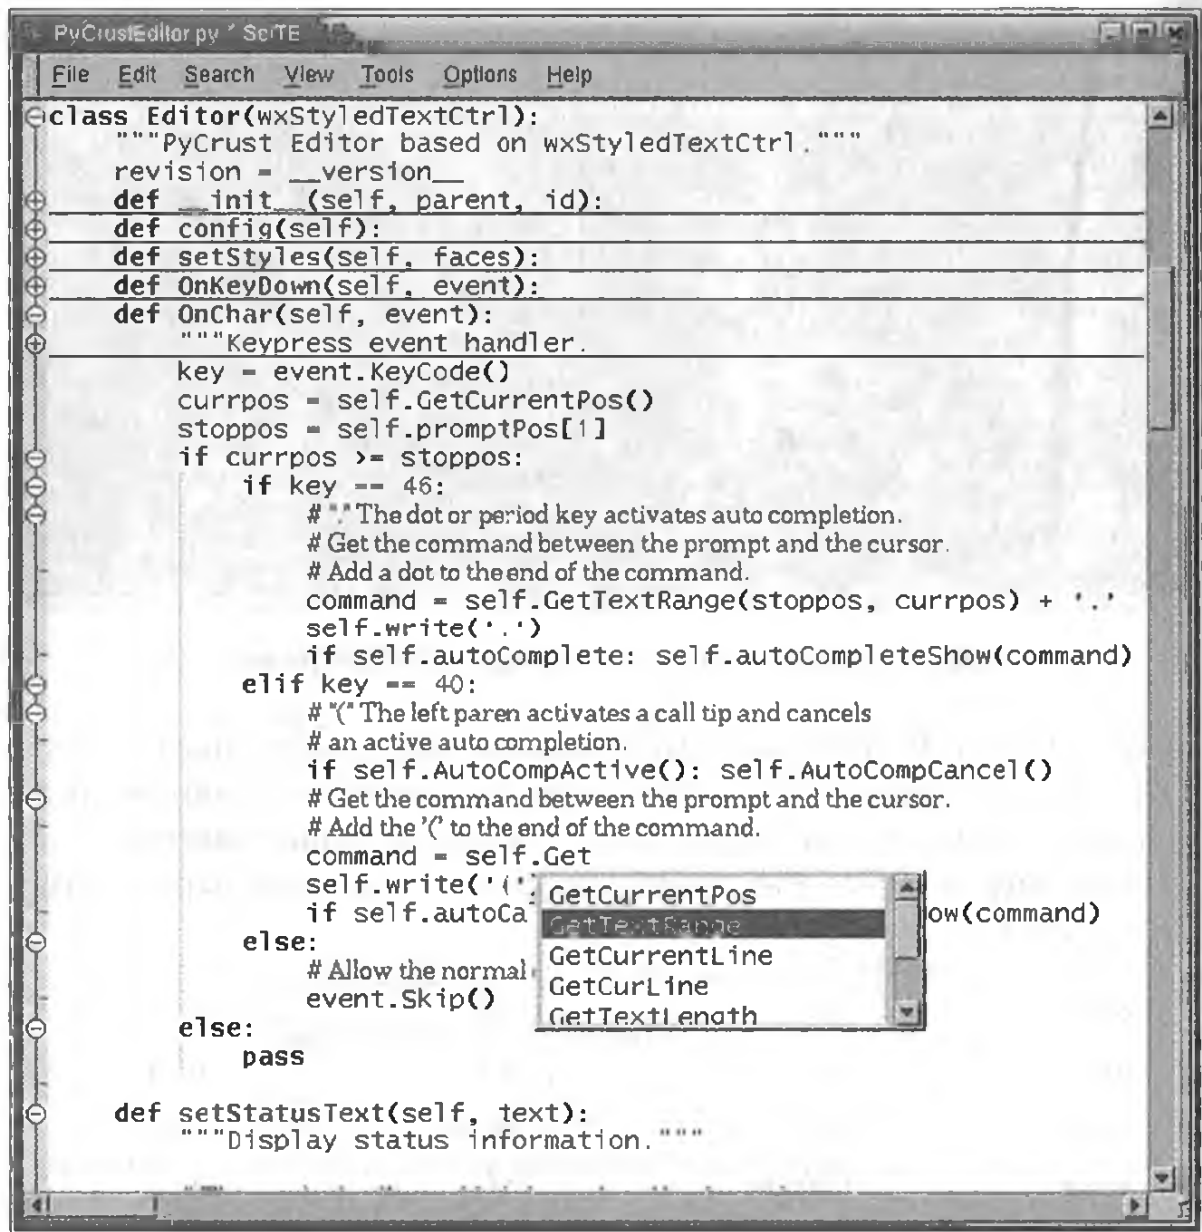 PyCrustEditor.py * SciTE
File Edit Search View Tools Options Help
class Editor(wxStyledTextCtrl):
"""PyCrust Editor based on wxStyledTextCtrl."""
revision = __version__
def __init__(self, parent, id):
def config(self):
def setStyles(self, faces):
def OnKeyDown(self, event):
def OnChar(self, event):
"""Keypress event handler.
key = event.KeyCode()
currpos = self.GetCurrentPos()
stoppos = self.promptPos[1]
if currpos >= stoppos:
if key == 46:
# "." The dot or period key activates auto completion.
# Get the command between the prompt and the cursor.
# Add a dot to the end of the command.
command = self.GetTextRange(stoppos, currpos) + '.'
self.write('.')
if self.autoComplete: self.autoCompleteShow(command)
elif key == 40:
# "(" The left paren activates a call tip and cancels
# an active auto completion.
if self.AutoCompActive(): self.AutoCompCancel()
# Get the command between the prompt and the cursor.
# Add the '(' to the end of the command.
command = self.Get
self.write('('
GetCurrentPos
if self.autoCa
GetTextRange
ow(command)
else:
GetCurrentLine
# Allow the normal
GetCurLine
event.Skip()
GetTextLength
else:
pass
def setStatusText(self, text):
"""Display status information."""